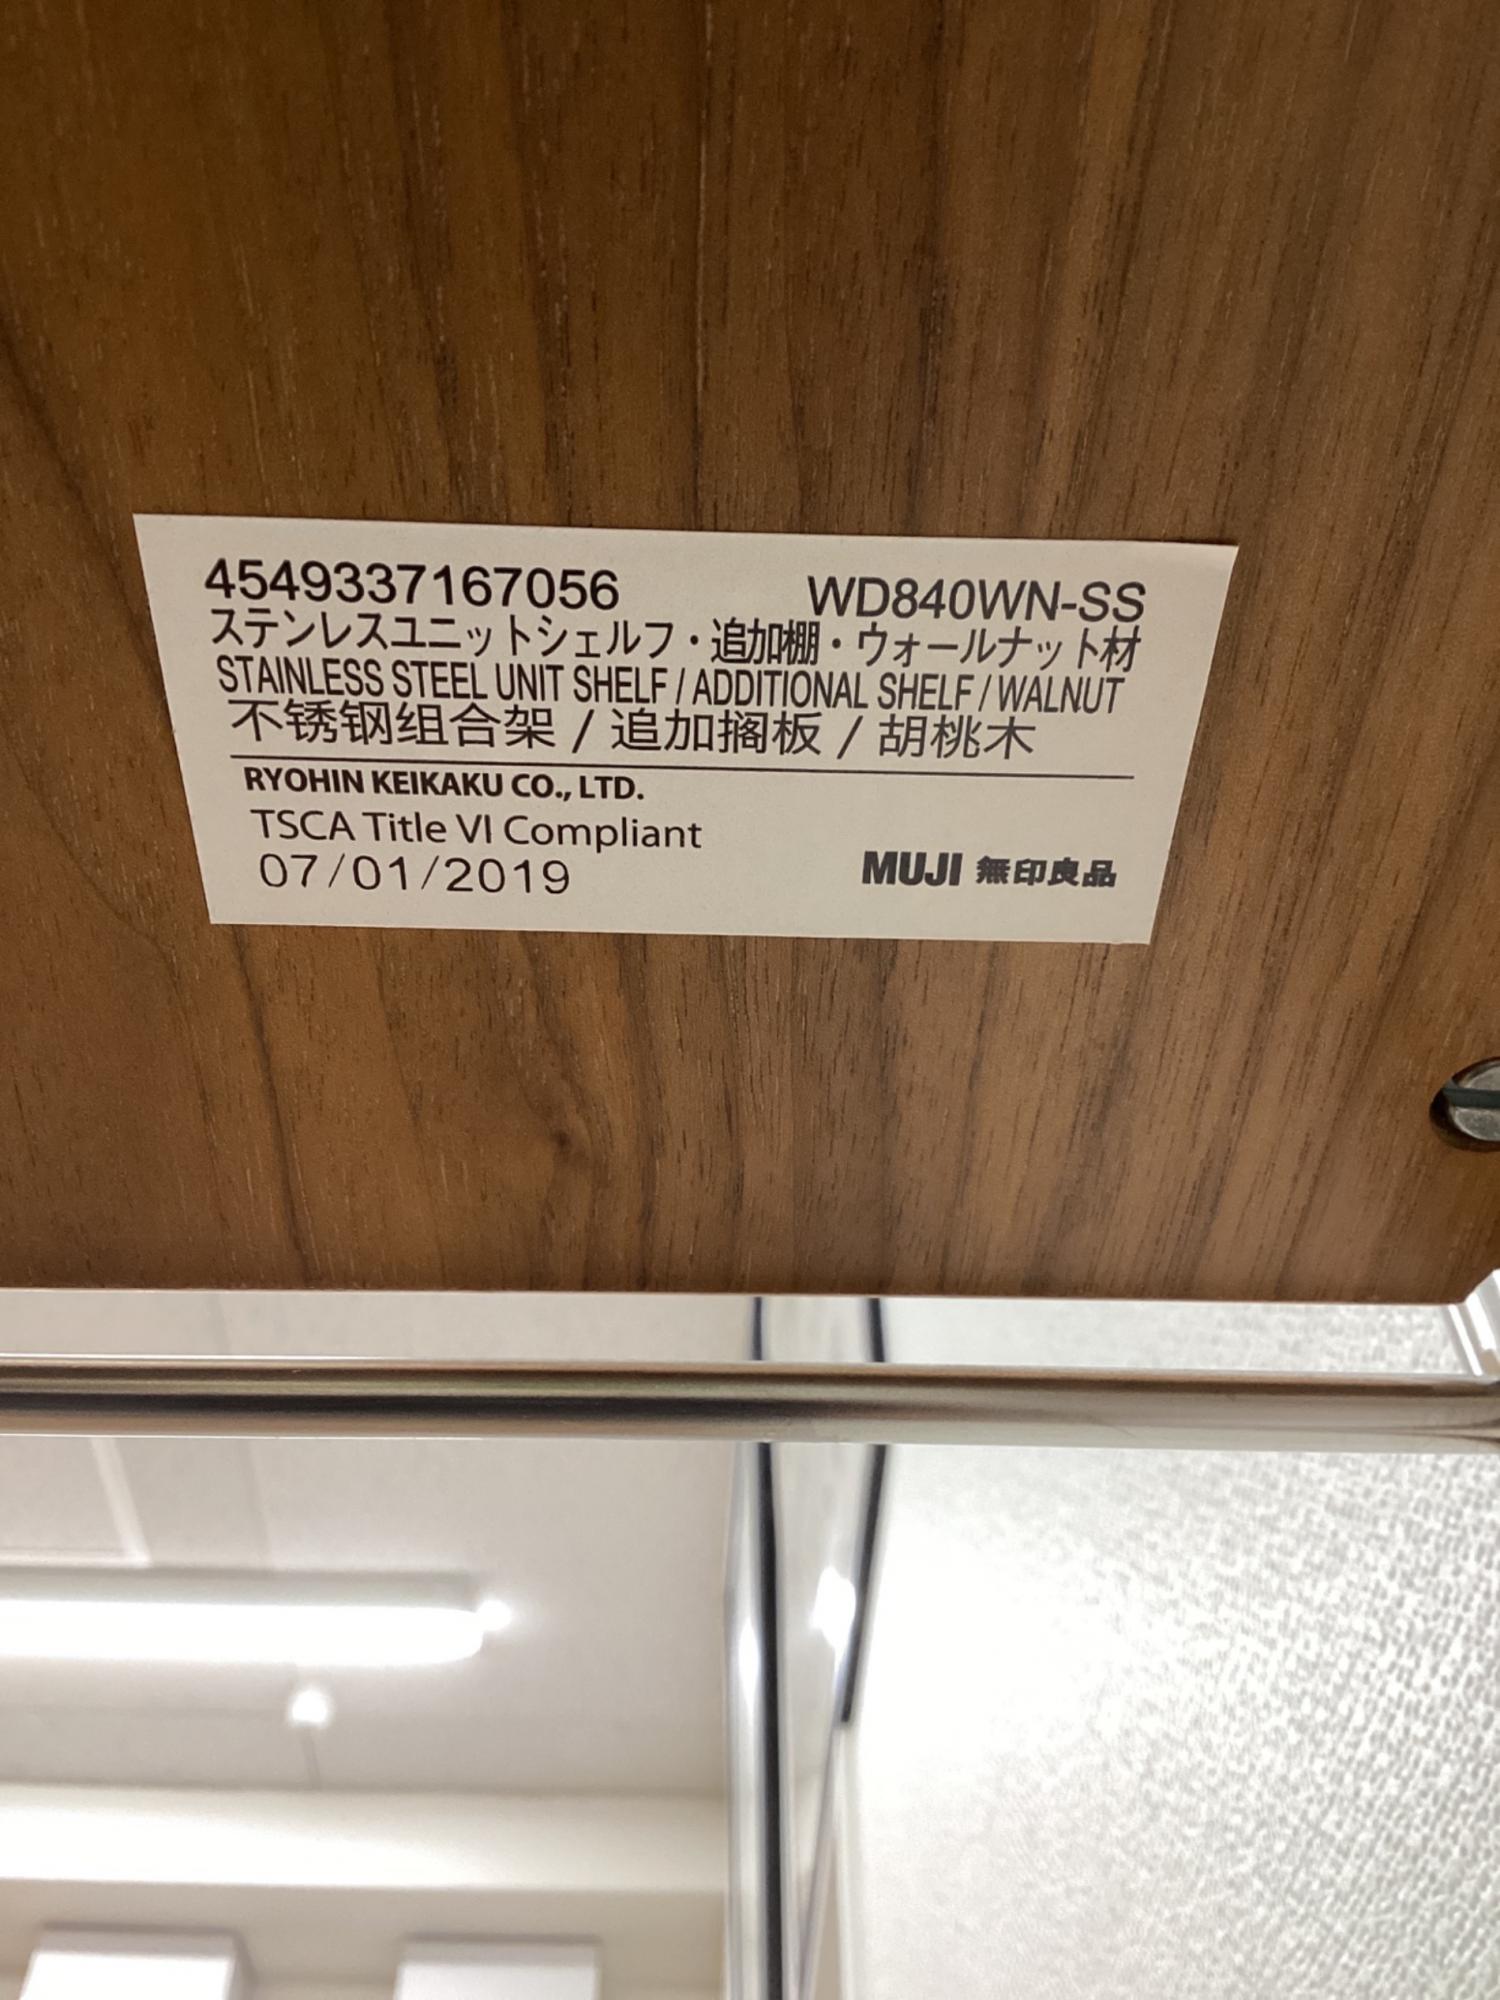 4549337167056 WD840WN-SS
ステンレスユニットシェルフ・追加棚・ウォールナット材
STAINLESS STEEL UNIT SHELF / ADDITIONAL SHELF / WALNUT
不锈钢组合架 / 追加搁板 / 胡桃木
RYOHIN KEIKAKU CO., LTD.
TSCA Title VI Compliant
07/01/2019 MUJI 無印良品